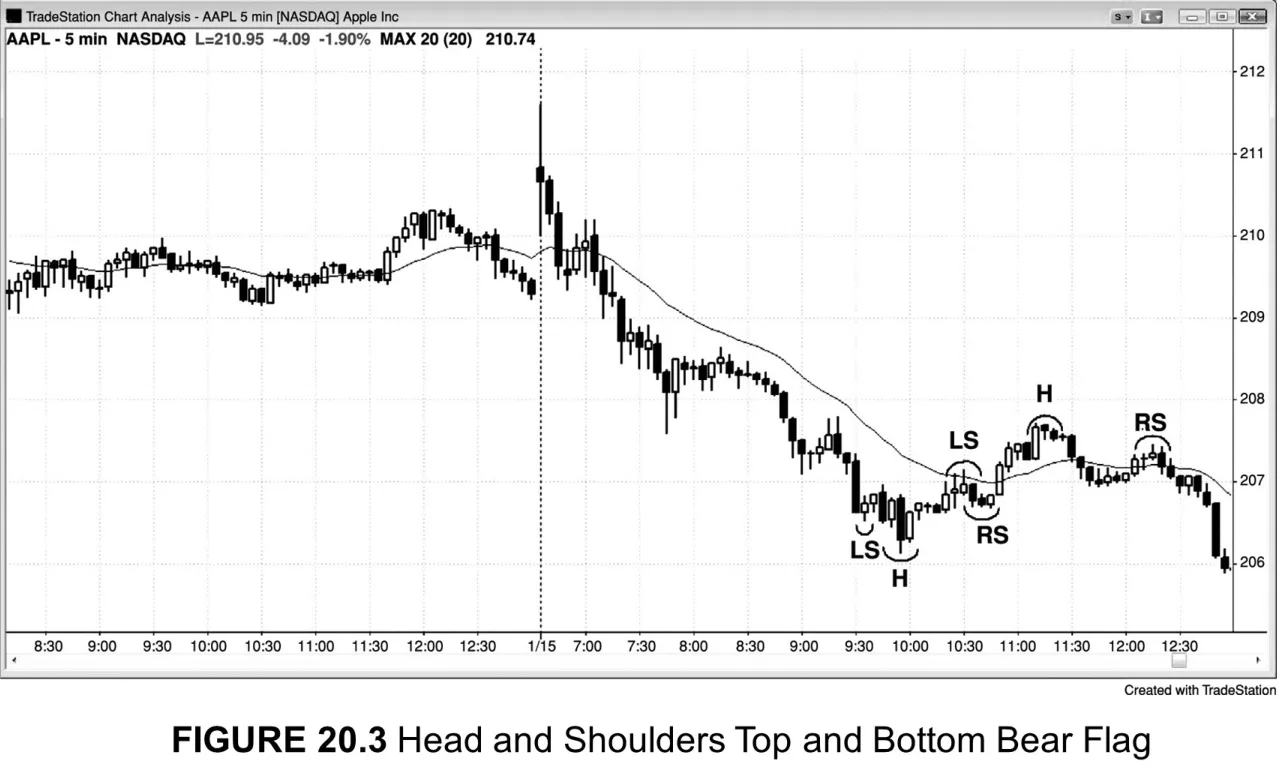 TradeStation Chart Analysis - AAPL 5 min [NASDAQ] Apple Inc
S
I
AAPL - 5 min NASDAQ L=210.95 -4.09 -1.90% MAX 20 (20) 210.74
212
211
210
209
208
207
206
H
RS
LS
LS
RS
H
8:30 9:00 9:30 10:00 10:30 11:00 11:30 12:00 12:30 1/15 7:00 7:30 8:00 8:30 9:00 9:30 10:00 10:30 11:00 11:30 12:00 12:30
Created with TradeStation
FIGURE 20.3 Head and Shoulders Top and Bottom Bear Flag